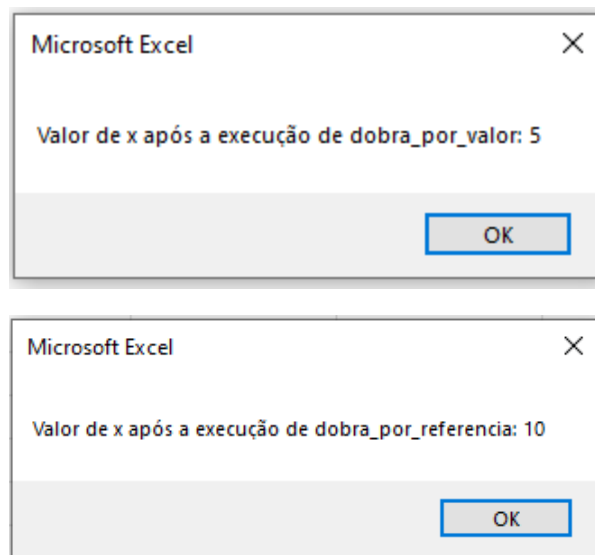 Microsoft Excel
Valor de x após a execução de dobra_por_valor: 5
OK
Microsoft Excel
Valor de x após a execução de dobra_por_referencia: 10
OK